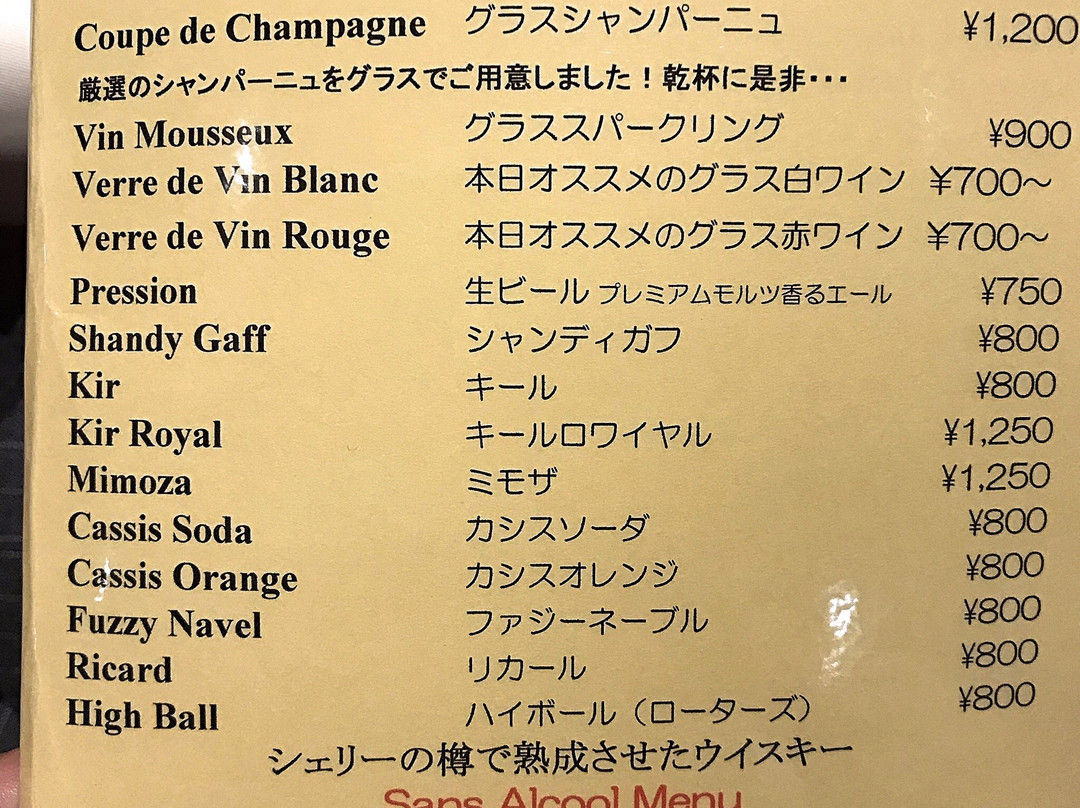 Coupe de Champagne グラスシャンパーニュ ¥1,200
厳選のシャンパーニュをグラスでご用意しました！乾杯に是非・・・
Vin Mousseux グラススパークリング ¥900
Verre de Vin Blanc 本日オススメのグラス白ワイン ¥700〜
Verre de Vin Rouge 本日オススメのグラス赤ワイン ¥700〜
Pression 生ビール プレミアムモルツ香るエール ¥750
Shandy Gaff シャンディガフ ¥800
Kir キール ¥800
Kir Royal キールロワイヤル ¥1,250
Mimoza ミモザ ¥1,250
Cassis Soda カシスソーダ ¥800
Cassis Orange カシスオレンジ ¥800
Fuzzy Navel ファジーネーブル ¥800
Ricard リカール ¥800
High Ball ハイボール（ローターズ） ¥800
シェリーの樽で熟成させたウイスキー
Sans Alcool Menu